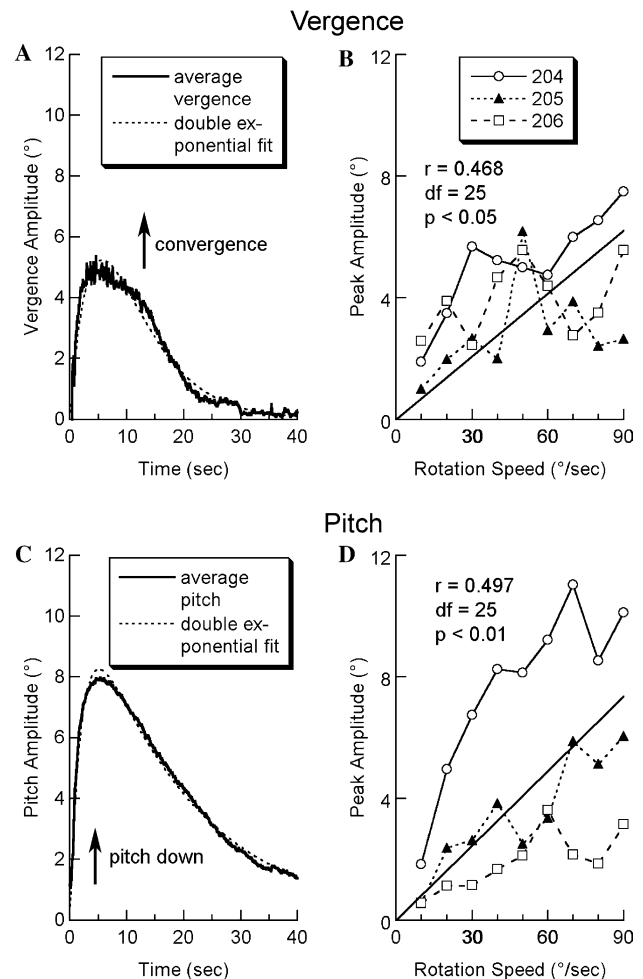 Vergence
A
12
10
8
6
4
2
0
0 10 20 30 40
Vergence Amplitude (°)
Time (sec)
average
vergence
double ex-
ponential fit
convergence
B
12
8
4
0
0 30 60 90
Peak Amplitude (°)
Rotation Speed (°/sec)
204
205
206
r = 0.468
df = 25
p < 0.05
Pitch
C
12
10
8
6
4
2
0
0 10 20 30 40
Pitch Amplitude (°)
Time (sec)
average
pitch
double ex-
ponential fit
pitch down
D
12
8
4
0
0 30 60 90
Peak Amplitude (°)
Rotation Speed (°/sec)
r = 0.497
df = 25
p < 0.01